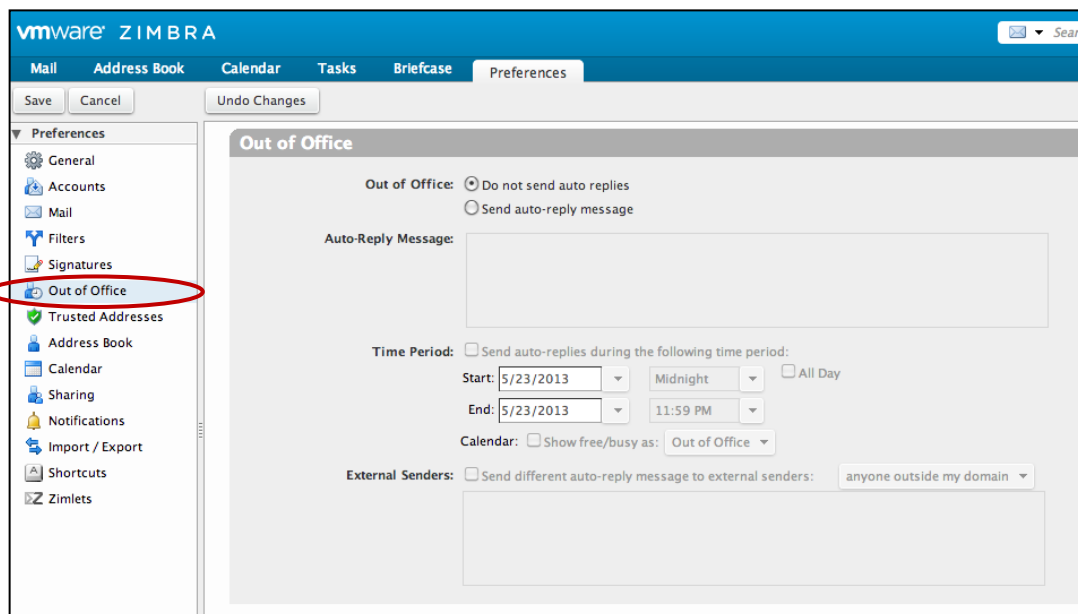 vmware ZIMBRA
Sear
Mail Address Book Calendar Tasks Briefcase Preferences
Save Cancel Undo Changes
Preferences
General
Accounts
Mail
Filters
Signatures
Out of Office
Trusted Addresses
Address Book
Calendar
Sharing
Notifications
Import / Export
Shortcuts
Zimlets
Out of Office
Out of Office: Do not send auto replies
Send auto-reply message
Auto-Reply Message:
Time Period: Send auto-replies during the following time period:
Start: 5/23/2013 Midnight All Day
End: 5/23/2013 11:59 PM
Calendar: Show free/busy as: Out of Office
External Senders: Send different auto-reply message to external senders: anyone outside my domain